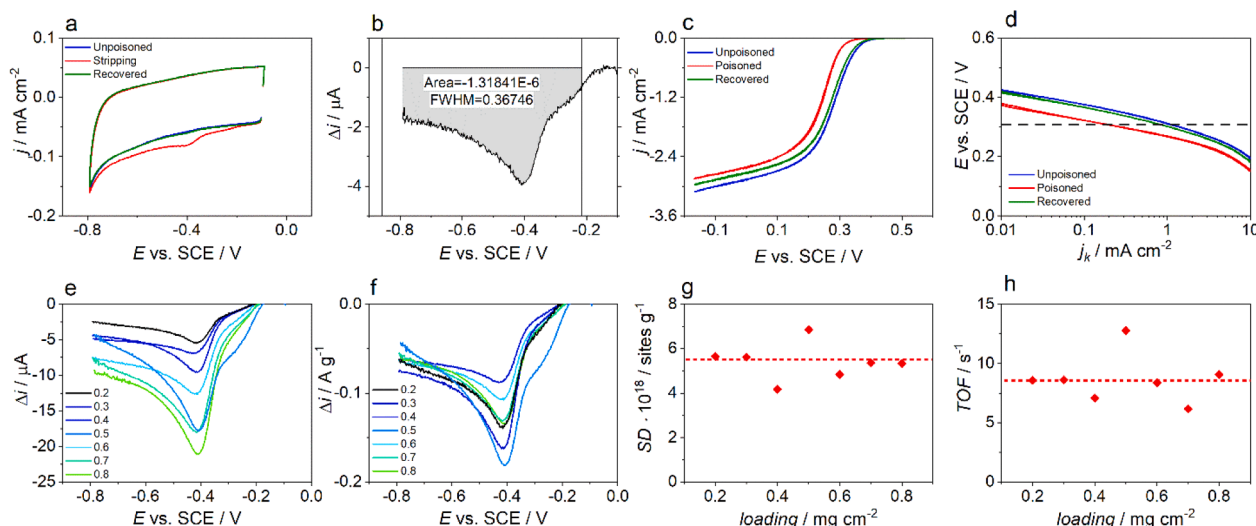 a
0.1
0.0
-0.1
-0.2
j / mA cm-2
Unpoisoned
Stripping
Recovered
-0.8
-0.4
0.0
E vs. SCE / V
b
0
-2
-4
Δi / µA
Area=-1.31841E-6
FWHM=0.36746
-0.8
-0.6
-0.4
-0.2
E vs. SCE / V
c
0.0
-1.2
-2.4
-3.6
j / mA cm-2
Unpoisoned
Poisoned
Recovered
-0.1
0.1
0.3
0.5
E vs. SCE / V
d
0.6
0.4
0.2
0.0
E vs. SCE / V
Unpoisoned
Poisoned
Recovered
0.01
0.1
1
10
jk / mA cm-2
e
0
-5
-10
-15
-20
-25
Δi / µA
0.2
0.3
0.4
0.5
0.6
0.7
0.8
-0.8
-0.6
-0.4
-0.2
0.0
E vs. SCE / V
f
0.0
-0.1
-0.2
Δi / A g-1
0.2
0.3
0.4
0.5
0.6
0.7
0.8
-0.8
-0.6
-0.4
-0.2
0.0
E vs. SCE / V
g
8
7
6
5
4
3
2
1
0
SD · 10^18 / sites g-1
0.2
0.4
0.6
0.8
loading / mg cm-2
h
15
10
5
0
TOF / s-1
0.2
0.4
0.6
0.8
loading / mg cm-2